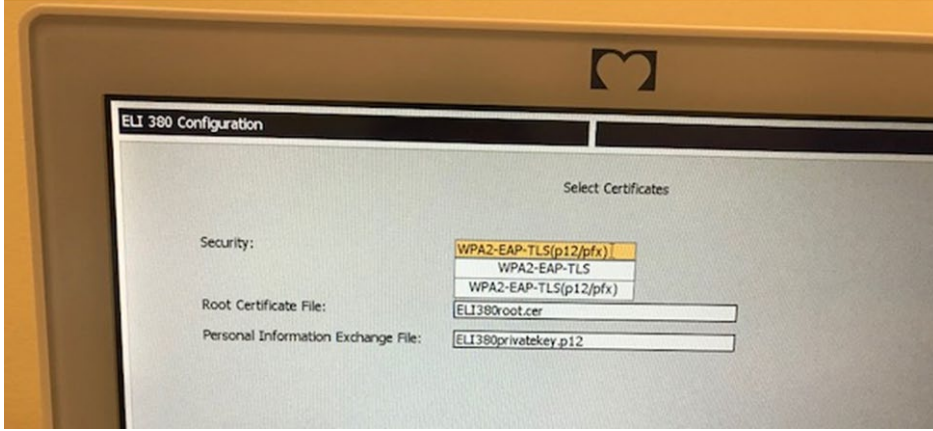 ELI 380 Configuration
Select Certificates
Security:
WPA2-EAP-TLS(p12/pfx)
WPA2-EAP-TLS
WPA2-EAP-TLS(p12/pfx)
Root Certificate File:
ELI380root.cer
Personal Information Exchange File:
ELI380privatekey.p12